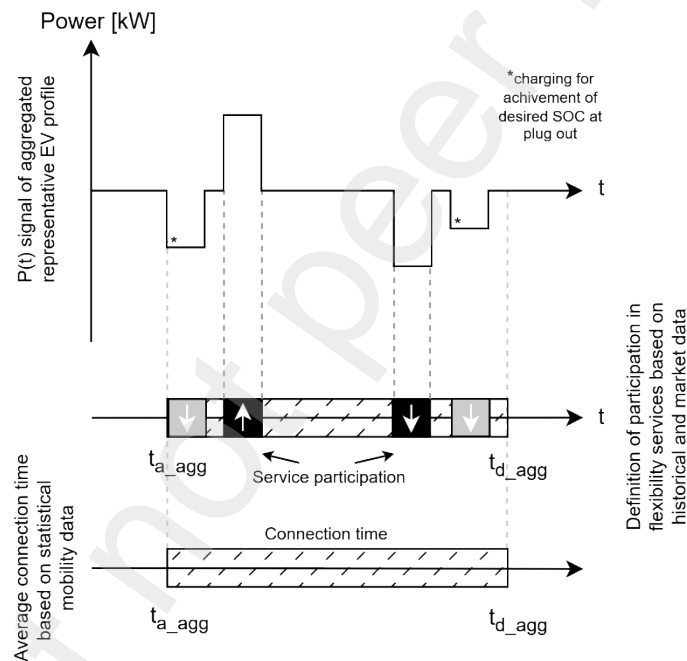 Power [kW]
P(t) signal of aggregated
representative EV profile
*charging for
achivement of
desired SOC at
plug out
t
*
*
Definition of participation in
flexibility services based on
historical and market data
t
t_a_agg
Service participation
t_d_agg
Average connection time
based on statistical
mobility data
Connection time
t_a_agg
t_d_agg
not peer